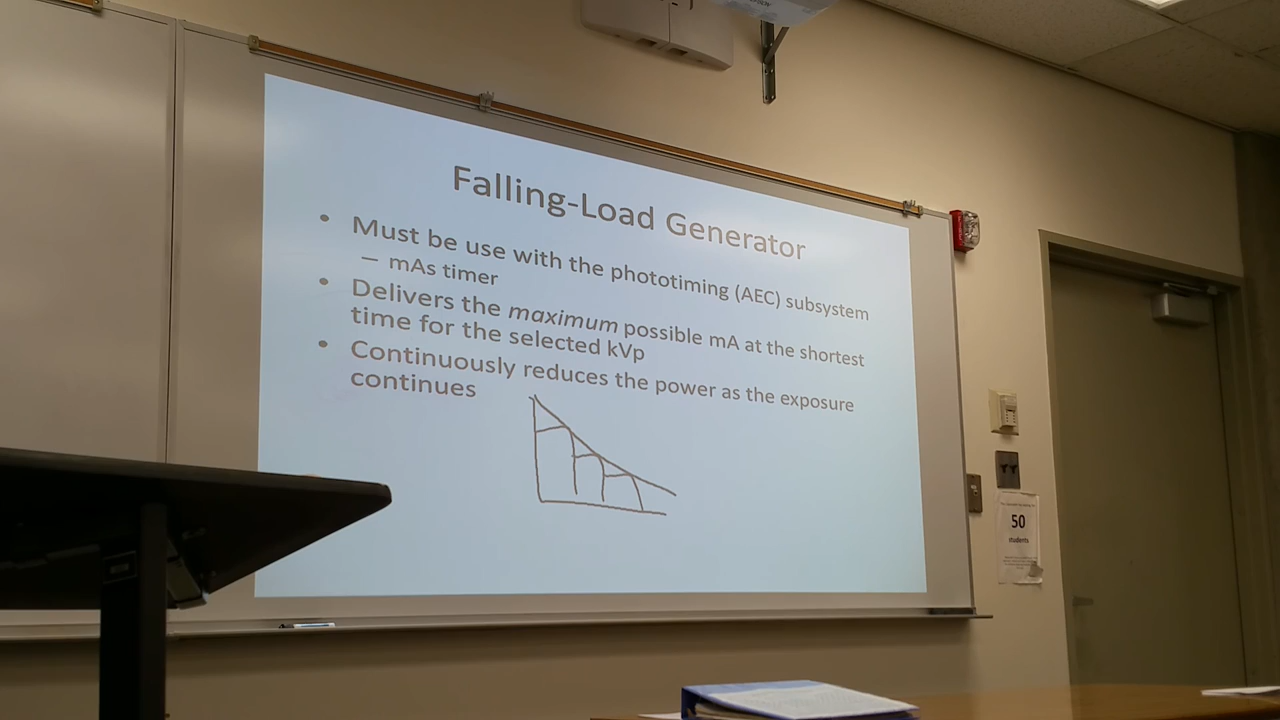 Falling-Load Generator
• Must be use with the phototiming (AEC) subsystem
– mAs timer
• Delivers the maximum possible mA at the shortest
time for the selected kVp
• Continuously reduces the power as the exposure
continues
50
students